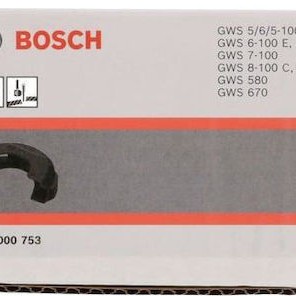 BOSCH
GWS 5/6/5-100
GWS 6-100 E,
GWS 7-100
GWS 8-100 C,
GWS 580
GWS 670
000 753